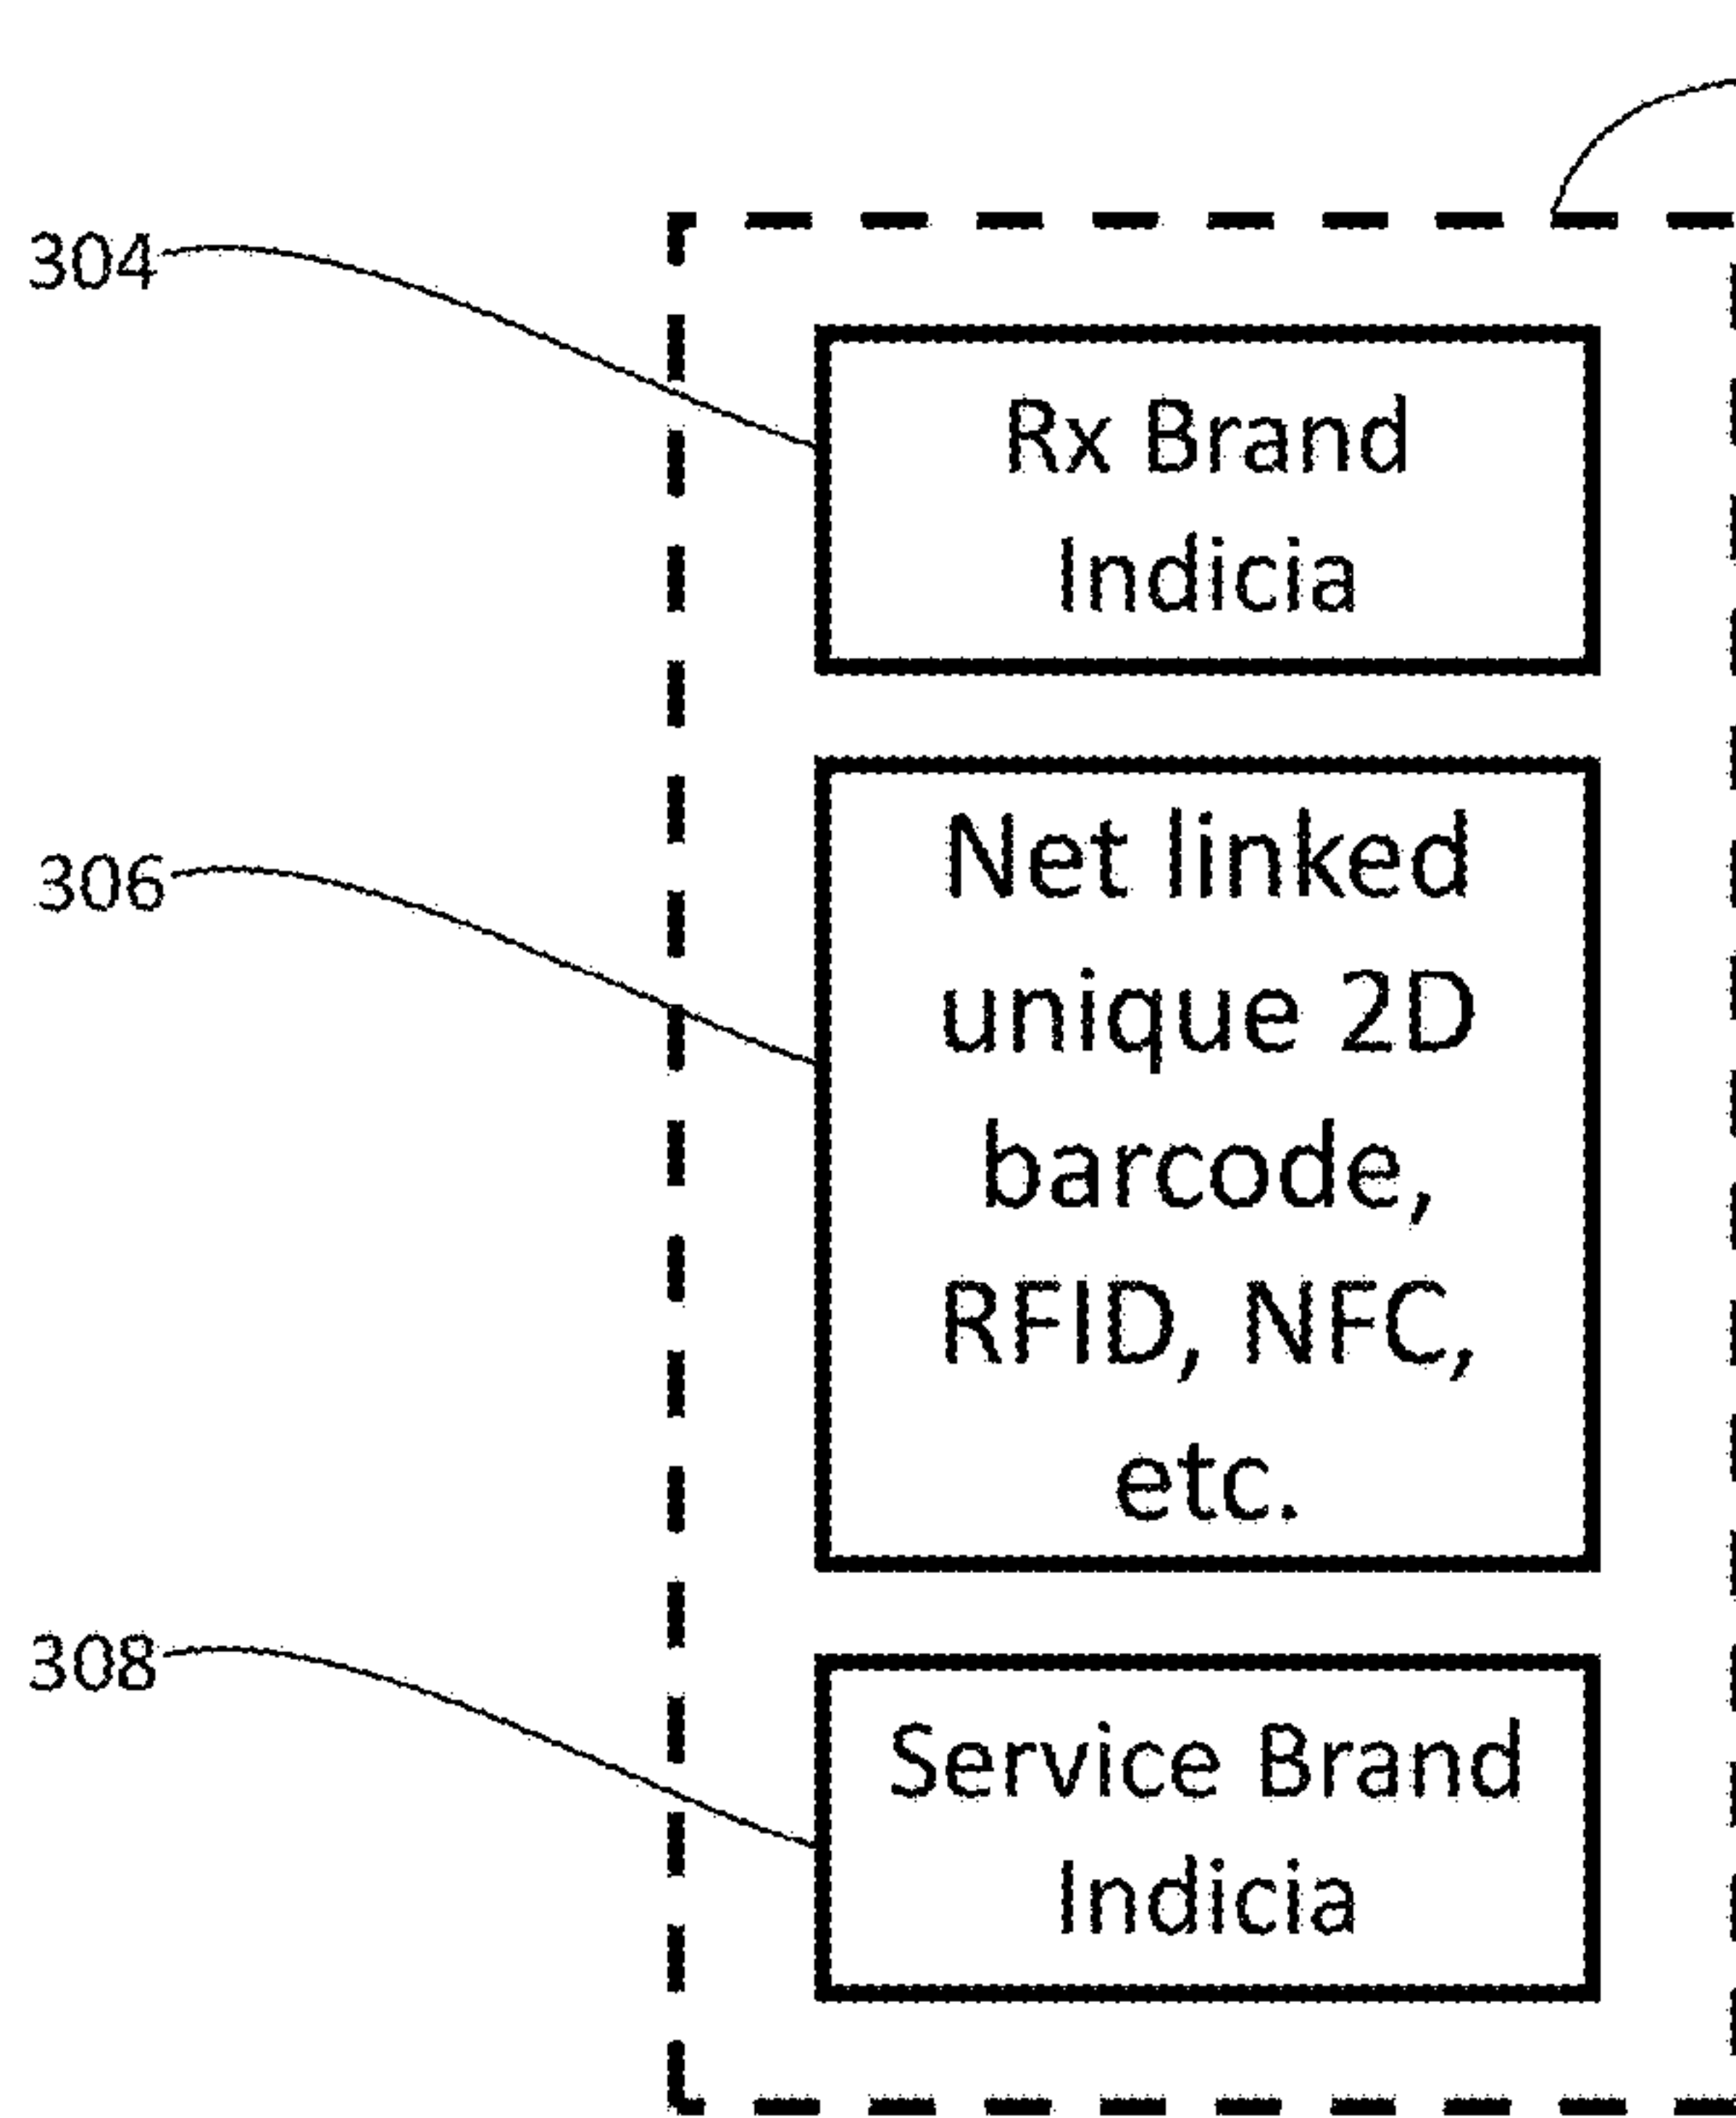 304
Rx Brand
Indicia
306
Net linked
unique 2D
barcode,
RFID, NFC,
etc.
308
Service Brand
Indicia